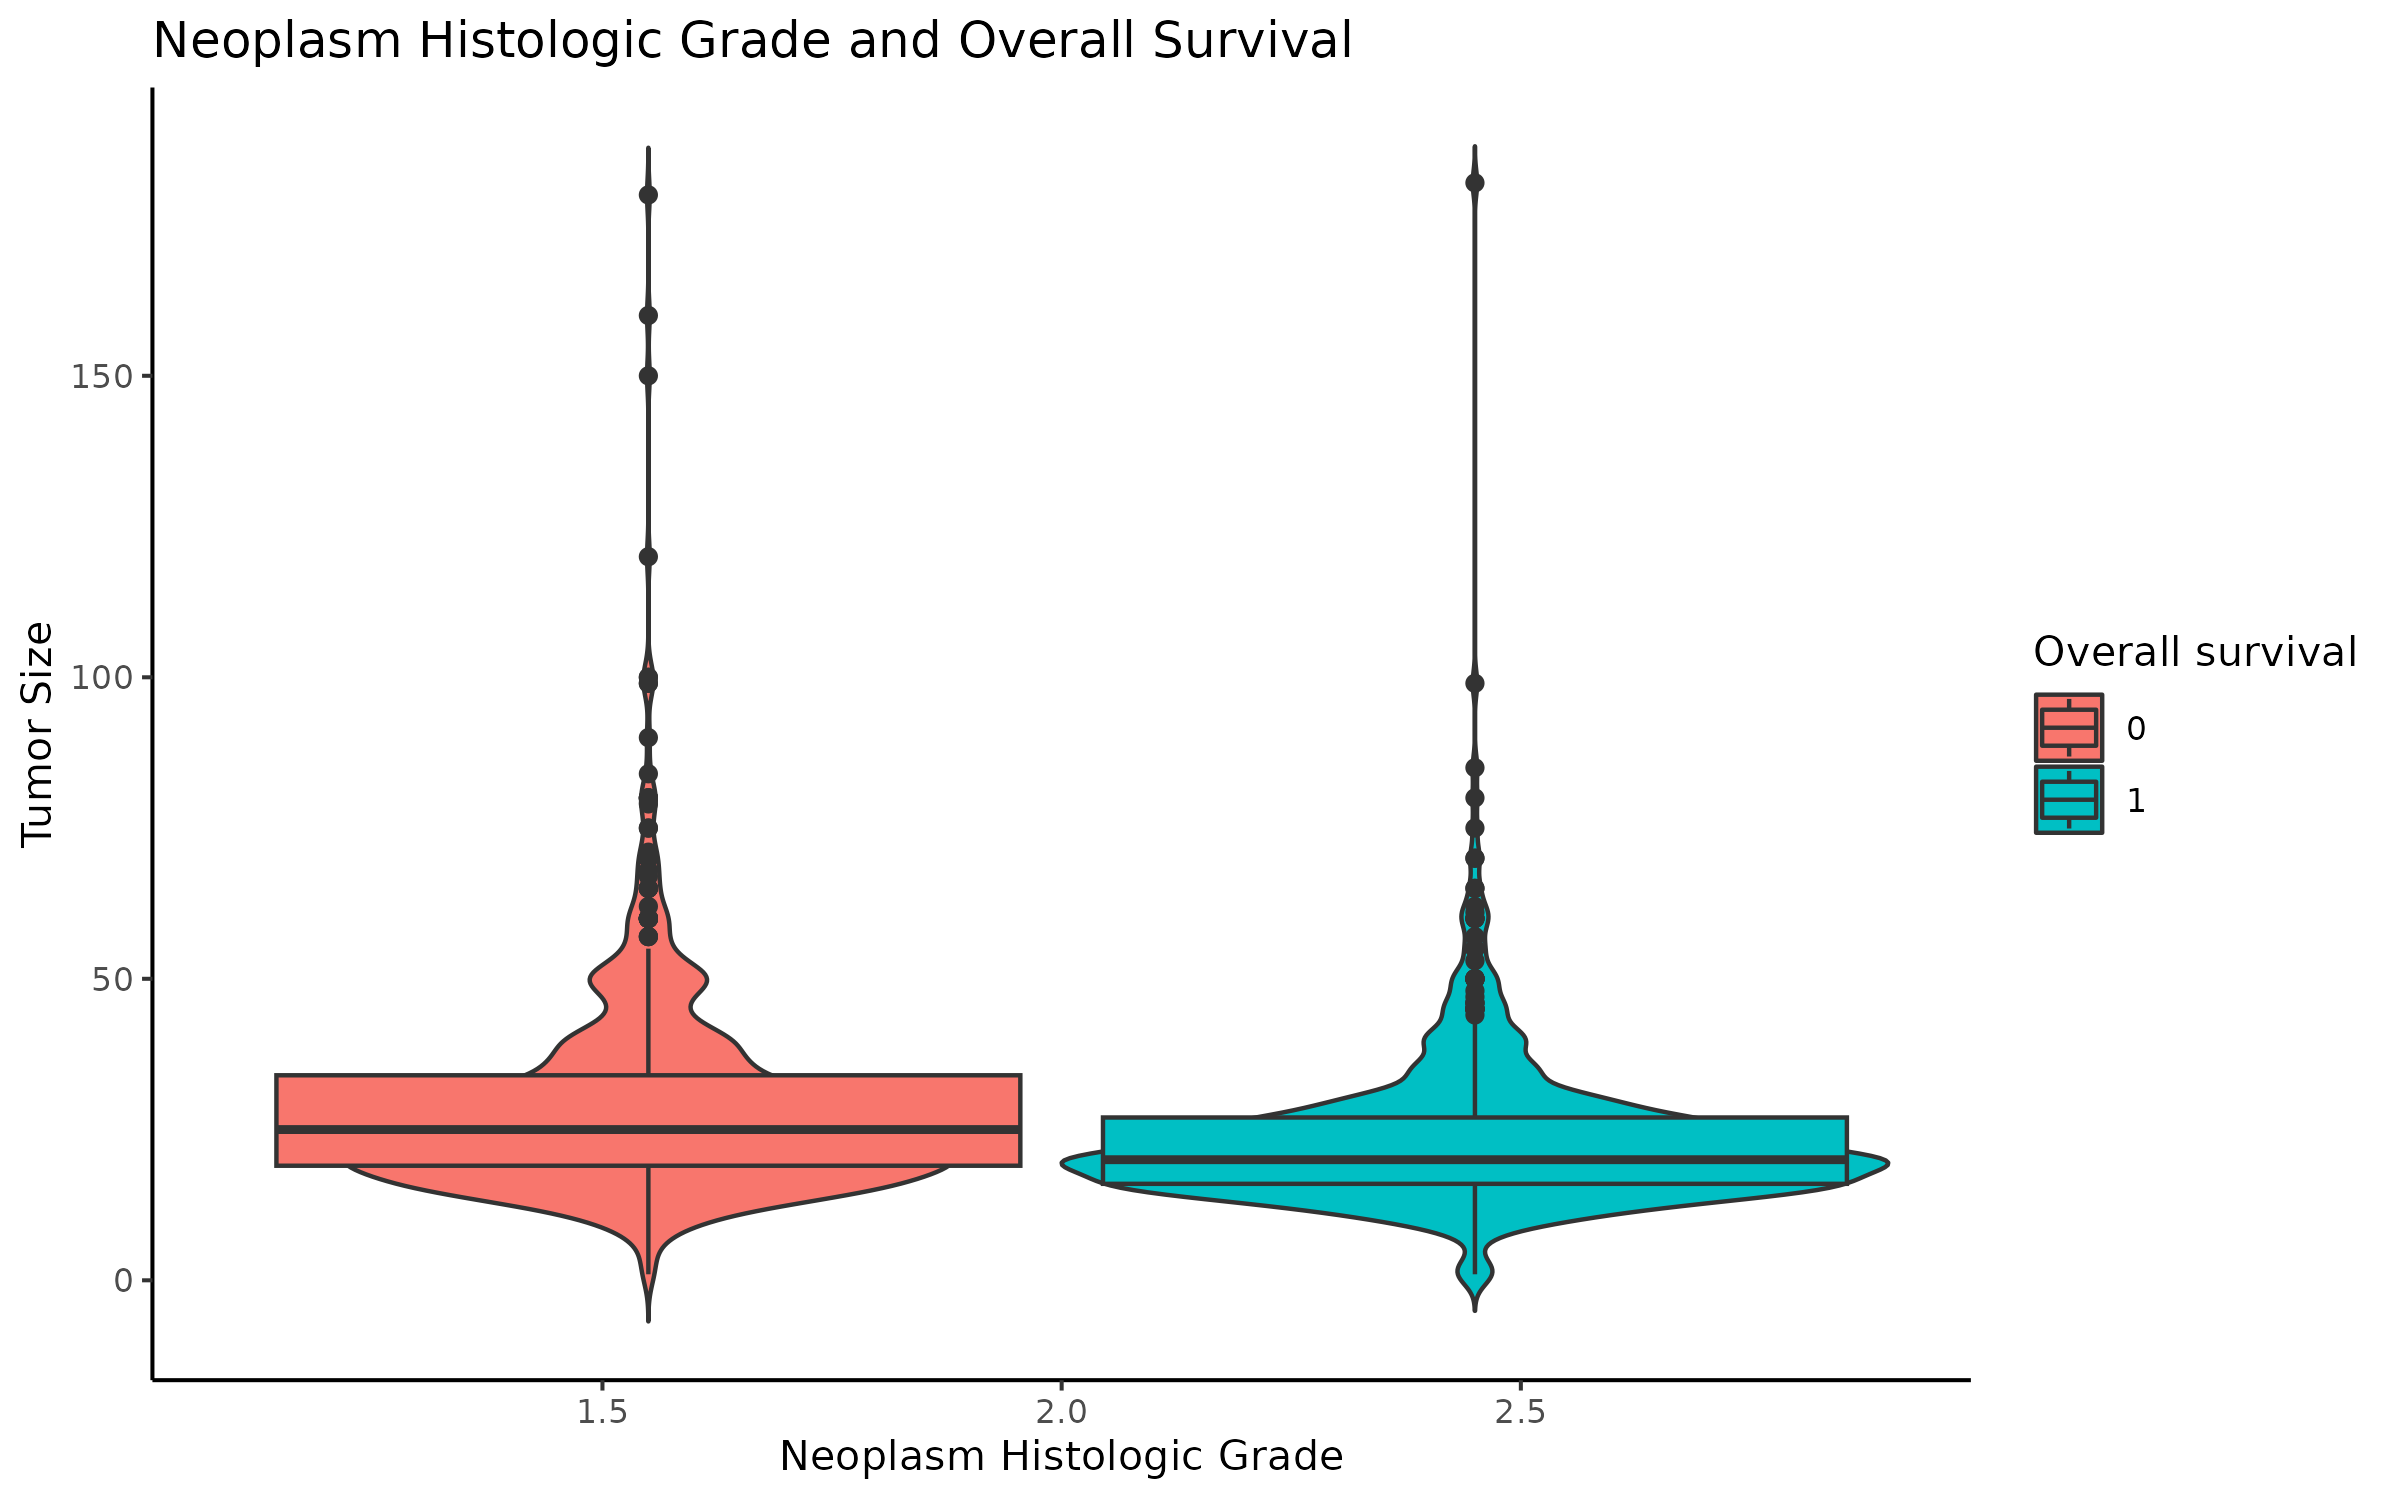 Neoplasm Histologic Grade and Overall Survival
Tumor Size
150
100
50
0
1.5
2.0
2.5
Neoplasm Histologic Grade
Overall survival
0
1